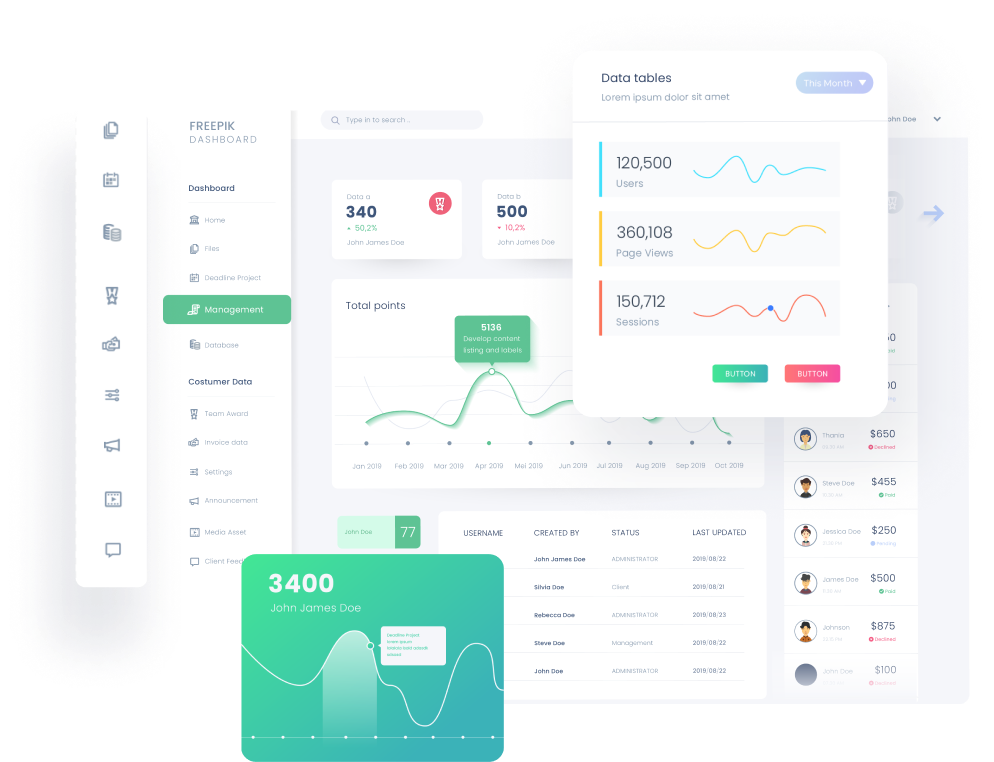 FREEPIK
DASHBOARD
Dashboard
Home
Files
Deadline Project
Management
Database
Costumer Data
Team Award
Invoice data
Settings
Announcement
Media Asset
Client Feed
Type in to search ..
John Doe
Data a
340
50,2%
John James Doe
Data b
500
10,2%
John James Doe
Total points
5136
Develop content
listing and labels
Jan 2019 Feb 2019 Mar 2019 Apr 2019 Mei 2019 Jun 2019 Jul 2019 Aug 2019 Sep 2019 Oct 2019
Data tables
Lorem ipsum dolor sit amet
This Month
120,500
Users
360,108
Page Views
150,712
Sessions
BUTTON BUTTON
John Doe 77
USERNAME CREATED BY STATUS LAST UPDATED
John James Doe ADMINISTRATOR 2019/08/22
Silvia Doe Client 2019/08/21
Rebecca Doe ADMINISTRATOR 2019/08/23
Steve Doe Management 2019/08/22
John Doe ADMINISTRATOR 2019/08/22
3400
John James Doe
Deadline Project
lorem ipsum
Thania $650
Declined
Steve Doe $455
Paid
Jessica Doe $250
Pending
James Doe $500
Paid
Johnson $875
Declined
John Doe $100
Declined